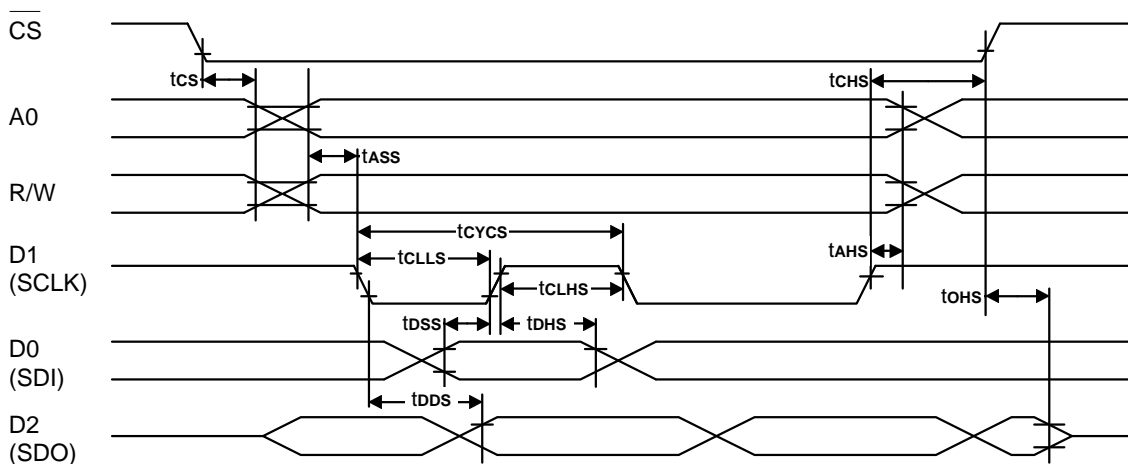 CS
tCS
tCHS
A0
tASS
R/W
tCYCS
tAHS
D1
(SCLK)
tCLLS
tCLHS
tOHS
tDSS
tDHS
D0
(SDI)
tDDS
D2
(SDO)